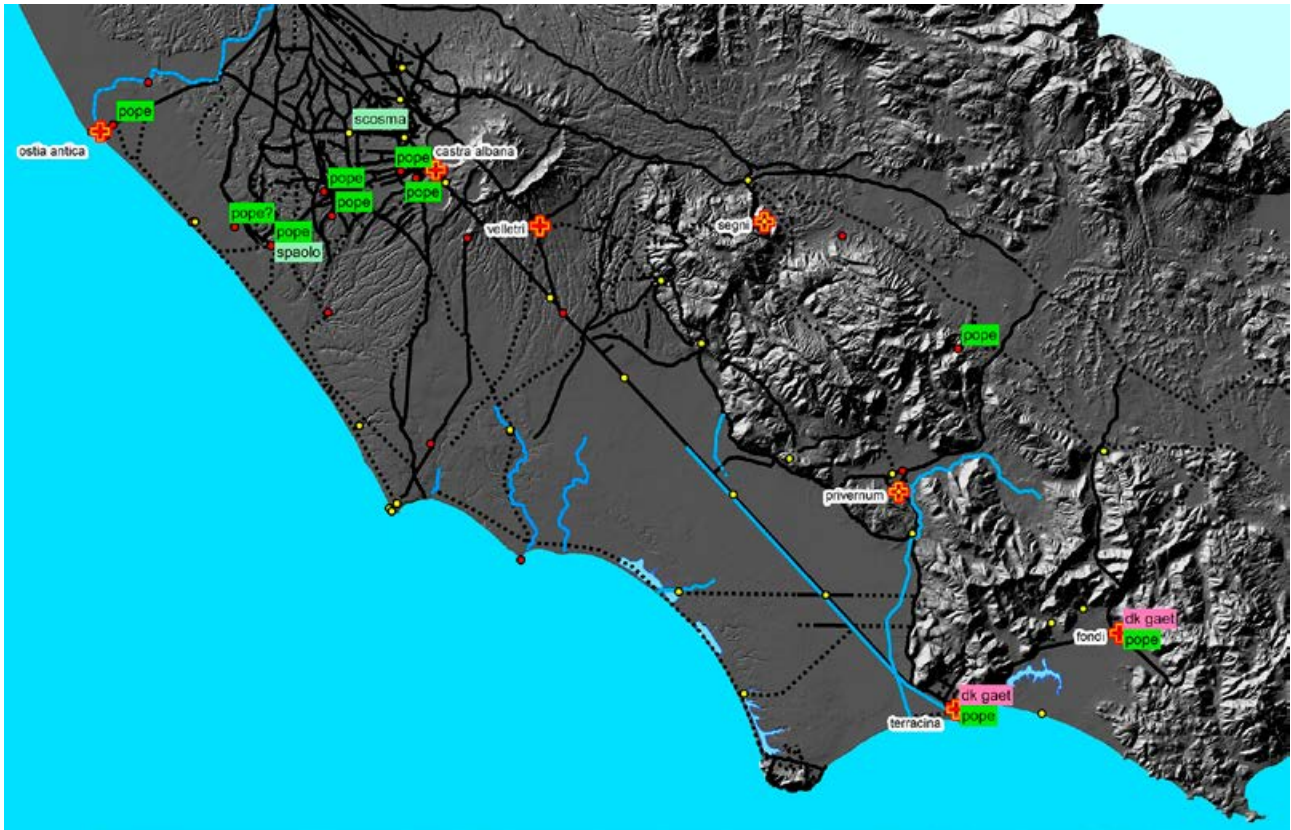 pope
ostia antica
scosma
castra albana
pope
pope
pope
pope
pope?
pope
spaolo
velletri
segni
pope
privernum
dk gaet
fondi
pope
dk gaet
pope
terracina